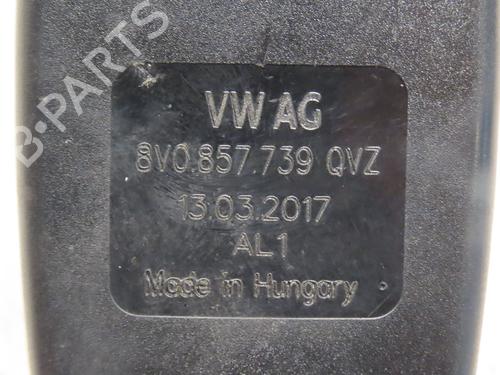 B-PARTS
VW AG
8V0.857.739 QVZ
13.03.2017
AL1
Made in Hungary